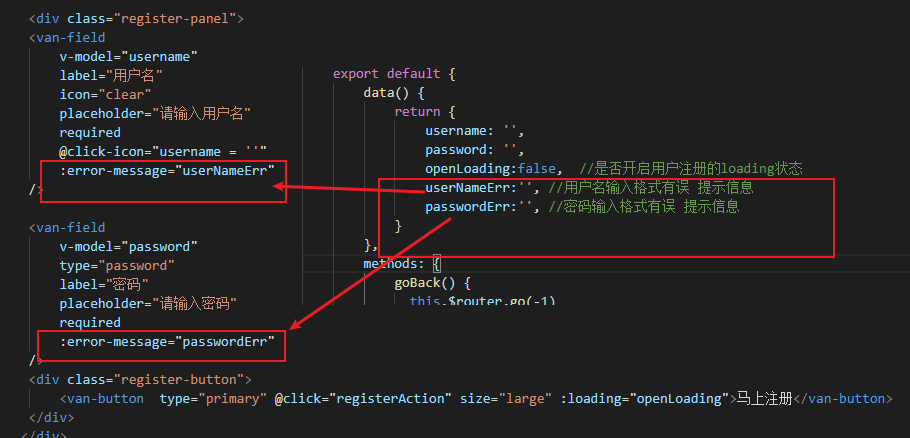 <div class="register-panel">
<van-field
v-model="username"
label="用户名"
icon="clear"
placeholder="请输入用户名"
required
@click-icon="username = ''"
:error-message="userNameErr"
/>
<van-field
v-model="password"
type="password"
label="密码"
placeholder="请输入密码"
required
:error-message="passwordErr"
/>
<div class="register-button">
<van-button  type="primary" @click="registerAction" size="large" :loading="openLoading">马上注册</van-button>
</div>
</div>
export default {
data() {
return {
username: '',
password: '',
openLoading:false,  //是否开启用户注册的loading状态
userNameErr:'', //用户名输入格式有误 提示信息
passwordErr:'', //密码输入格式有误 提示信息
}
},
methods: {
goBack() {
this.$router.go(-1)